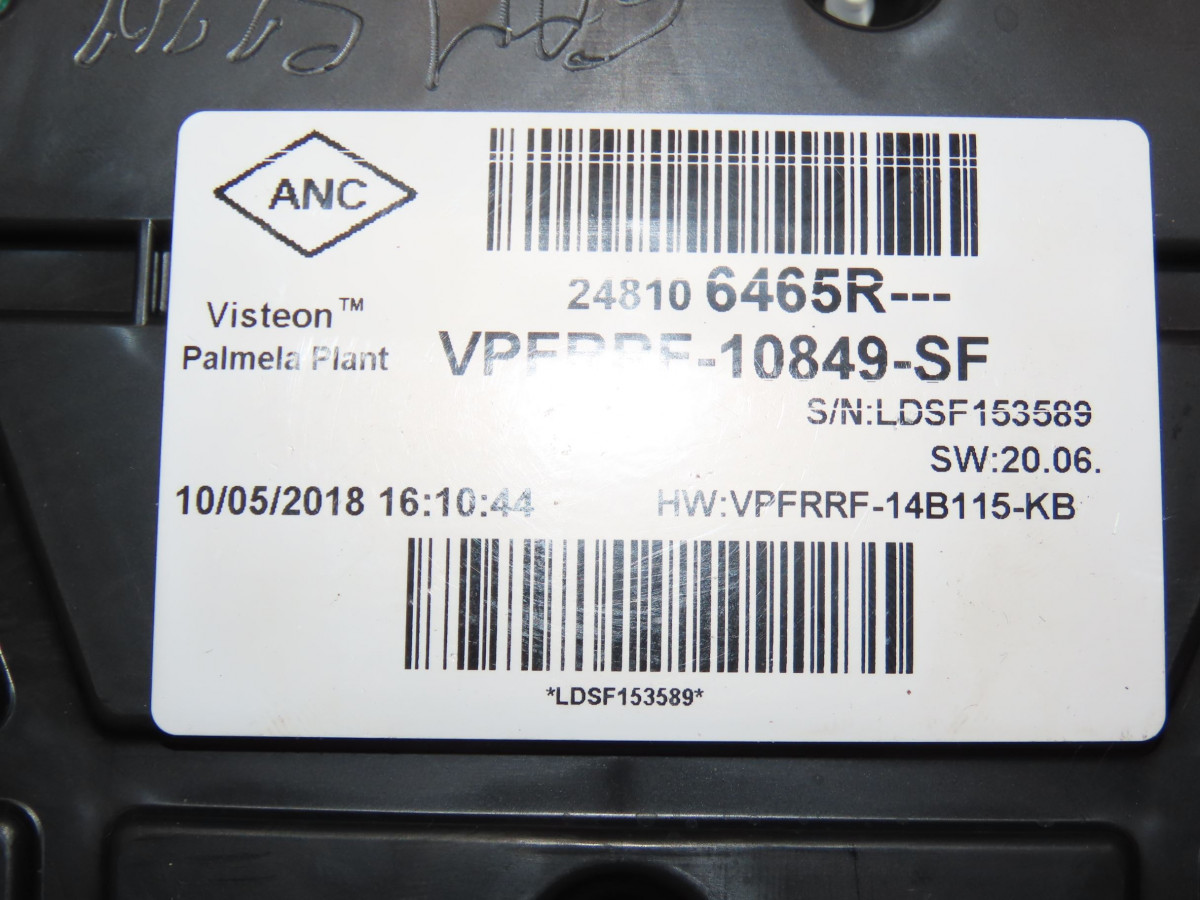 ANC
24810 6465R---
Visteon™
VPFRRF-10849-SF
Palmela Plant
S/N:LDSF153589
SW:20.06.
10/05/2018 16:10:44
HW:VPFRRF-14B115-KB
*LDSF153589*